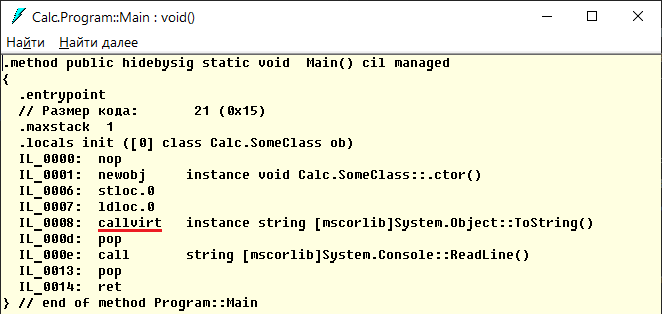 Calc.Program::Main : void()
Найти Найти далее
.method public hidebysig static void  Main() cil managed
{
  .entrypoint
  // Размер кода:       21 (0x15)
  .maxstack  1
  .locals init ([0] class Calc.SomeClass ob)
  IL_0000:  nop
  IL_0001:  newobj     instance void Calc.SomeClass::.ctor()
  IL_0006:  stloc.0
  IL_0007:  ldloc.0
  IL_0008:  callvirt   instance string [mscorlib]System.Object::ToString()
  IL_000d:  pop
  IL_000e:  call       string [mscorlib]System.Console::ReadLine()
  IL_0013:  pop
  IL_0014:  ret
} // end of method Program::Main